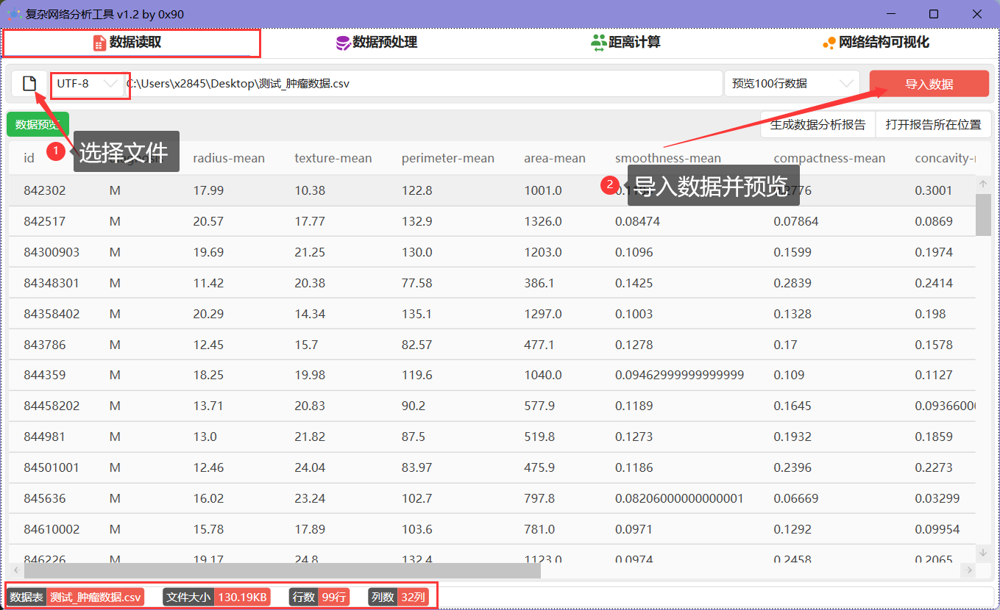 复杂网络分析工具 v1.2 by 0x90
数据读取 数据预处理 距离计算 网络结构可视化
UTF-8 C:\Users\x2845\Desktop\测试_肿瘤数据.csv 预览100行数据 导入数据
数据预览 生成数据分析报告 打开报告所在位置
1 选择文件
id radius-mean texture-mean perimeter-mean area-mean smoothness-mean compactness-mean concavity-
2 导入数据并预览
842302 M 17.99 10.38 122.8 1001.0 0.3001
842517 M 20.57 17.77 132.9 1326.0 0.08474 0.07864 0.0869
84300903 M 19.69 21.25 130.0 1203.0 0.1096 0.1599 0.1974
84348301 M 11.42 20.38 77.58 386.1 0.1425 0.2839 0.2414
84358402 M 20.29 14.34 135.1 1297.0 0.1003 0.1328 0.198
843786 M 12.45 15.7 82.57 477.1 0.1278 0.17 0.1578
844359 M 18.25 19.98 119.6 1040.0 0.09462999999999999 0.109 0.1127
84458202 M 13.71 20.83 90.2 577.9 0.1189 0.1645 0.0936600
844981 M 13.0 21.82 87.5 519.8 0.1273 0.1932 0.1859
84501001 M 12.46 24.04 83.97 475.9 0.1186 0.2396 0.2273
845636 M 16.02 23.24 102.7 797.8 0.08206000000000001 0.06669 0.03299
84610002 M 15.78 17.89 103.6 781.0 0.0971 0.1292 0.09954
846226 M 19.17 24.8 132.4 1123.0 0.0974 0.2458 0.2065
数据表 测试_肿瘤数据.csv 文件大小 130.19KB 行数 99行 列数 32列